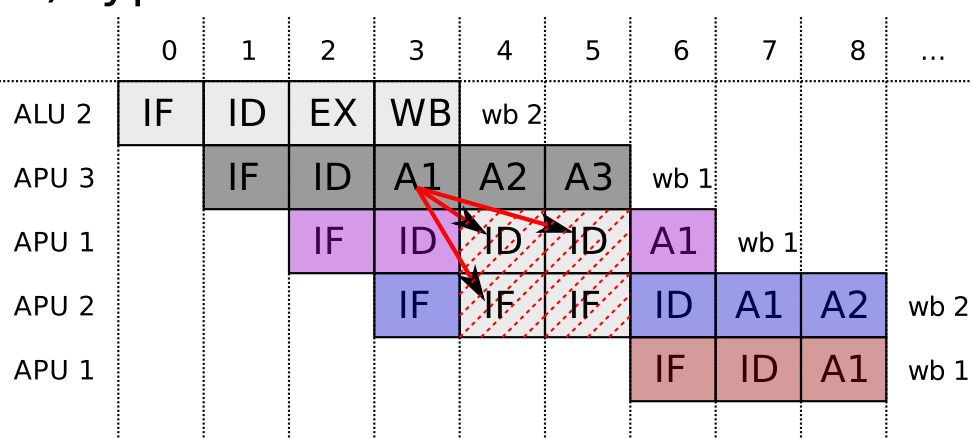 0 1 2 3 4 5 6 7 8 ...
ALU 2 IF ID EX WB wb 2
APU 3 IF ID A1 A2 A3 wb 1
APU 1 IF ID ID ID A1 wb 1
APU 2 IF IF IF ID A1 A2 wb 2
APU 1 IF ID A1 wb 1